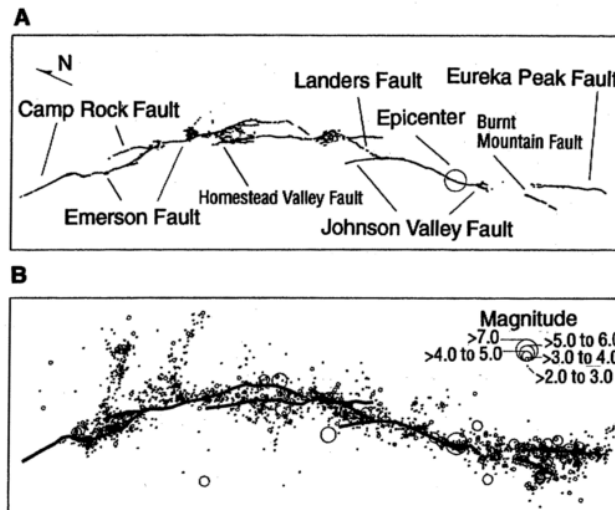 A
N
Landers Fault
Eureka Peak Fault
Camp Rock Fault
Epicenter
Burnt
Mountain Fault
Homestead Valley Fault
Emerson Fault
Johnson Valley Fault
B
Magnitude
>7.0
>5.0 to 6.0
>4.0 to 5.0
>3.0 to 4.0
>2.0 to 3.0